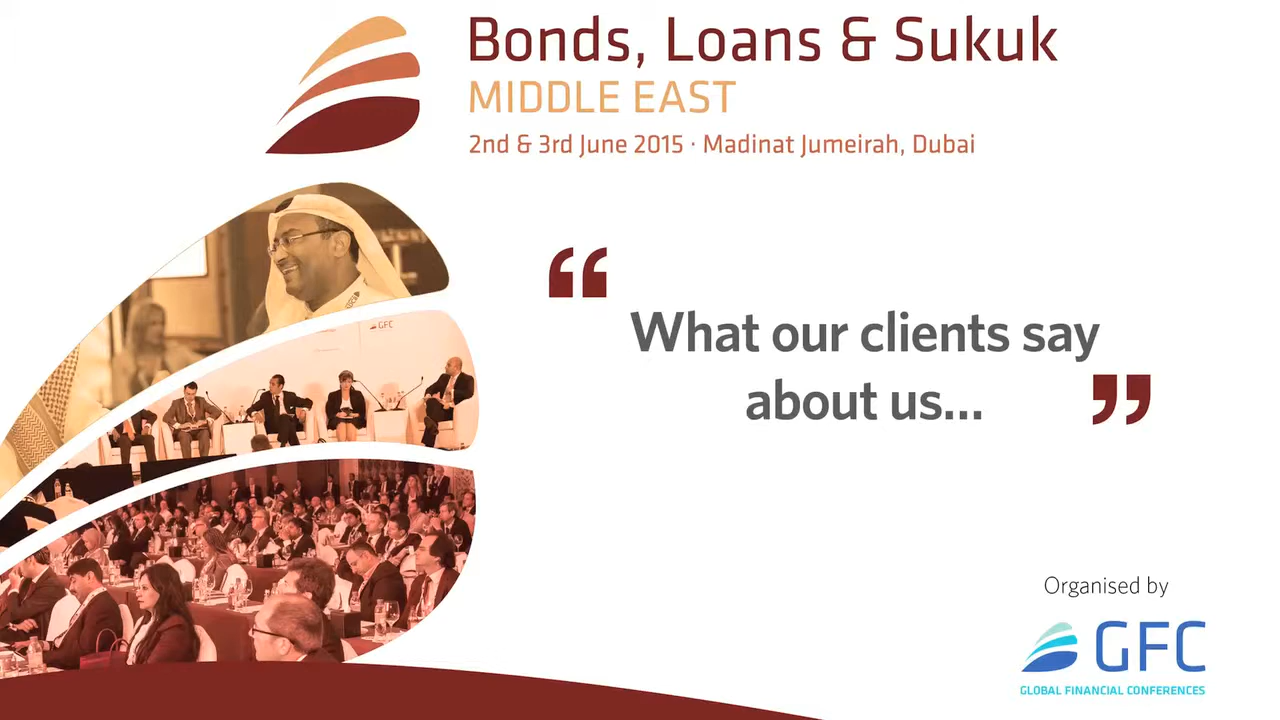 Bonds, Loans & Sukuk
MIDDLE EAST
2nd & 3rd June 2015 · Madinat Jumeirah, Dubai
GFC
“What our clients say
about us...”
Organised by
GFC
GLOBAL FINANCIAL CONFERENCES